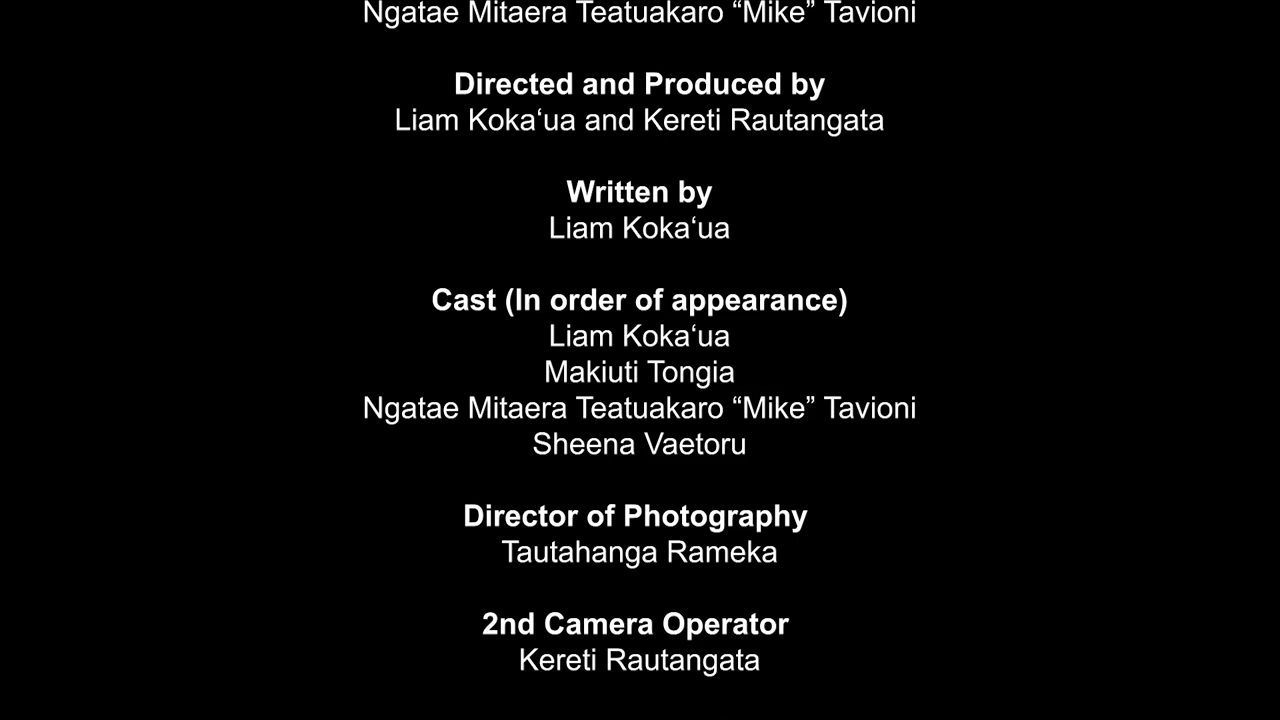 Ngatae Mitaera Teatuakaro “Mike” Tavioni
Directed and Produced by
Liam Koka‘ua and Kereti Rautangata
Written by
Liam Koka‘ua
Cast (In order of appearance)
Liam Koka‘ua
Makiuti Tongia
Ngatae Mitaera Teatuakaro “Mike” Tavioni
Sheena Vaetoru
Director of Photography
Tautahanga Rameka
2nd Camera Operator
Kereti Rautangata